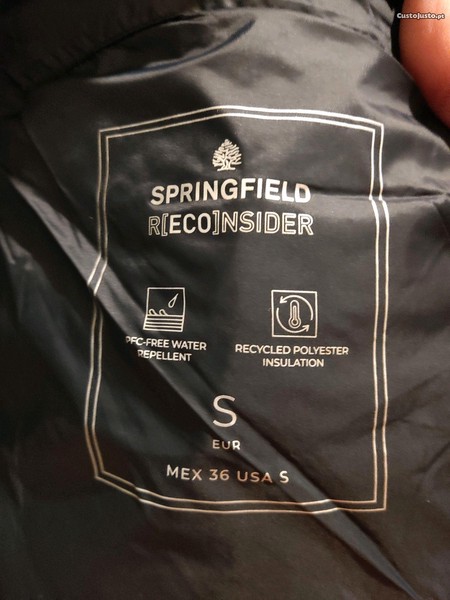 CustoJusto.pt
SPRINGFIELD
R[ECO]NSIDER
PFC-FREE WATER
REPELLENT
RECYCLED POLYESTER
INSULATION
S
EUR
MEX 36 USA S